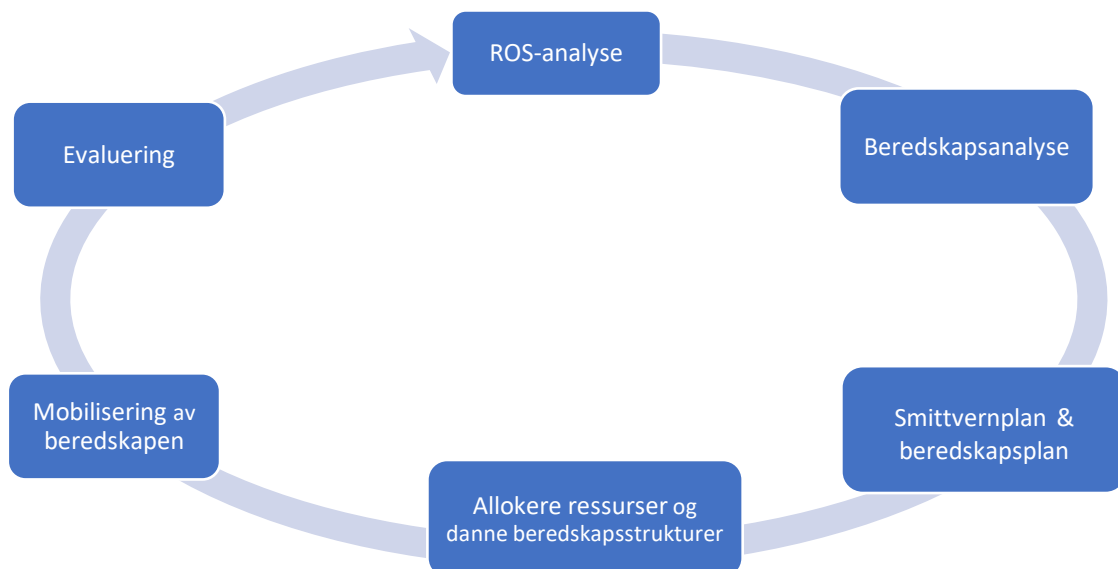 ROS-analyse
Beredskapsanalyse
Smittvernplan &
beredskapsplan
Allokere ressurser og
danne beredskapsstrukturer
Mobilisering av
beredskapen
Evaluering